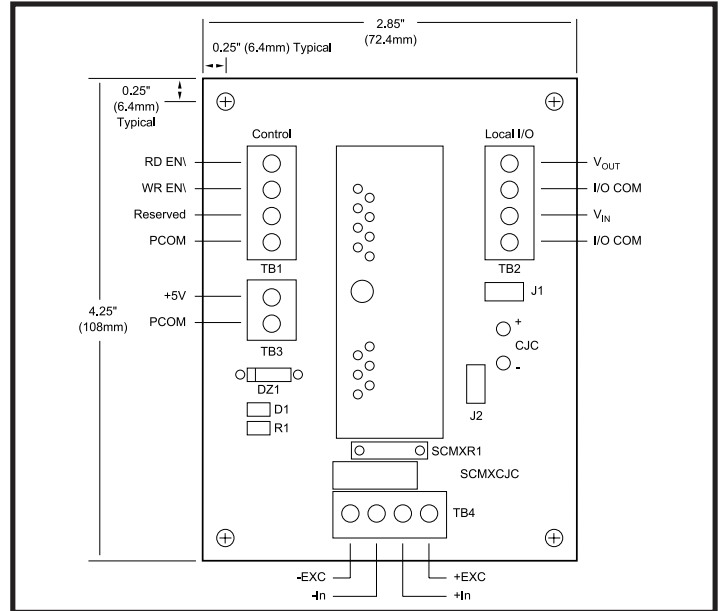 2.85"
(72.4mm)
0.25" (6.4mm) Typical
0.25"
(6.4mm)
Typical
Control
Local I/O
RD EN\
WR EN\
Reserved
PCOM
V_OUT
I/O COM
V_IN
I/O COM
TB1
TB2
+5V
PCOM
J1
4.25"
(108mm)
TB3
+
CJC
-
DZ1
J2
D1
R1
SCMXR1
SCMXCJC
TB4
-EXC
+EXC
-In
+In